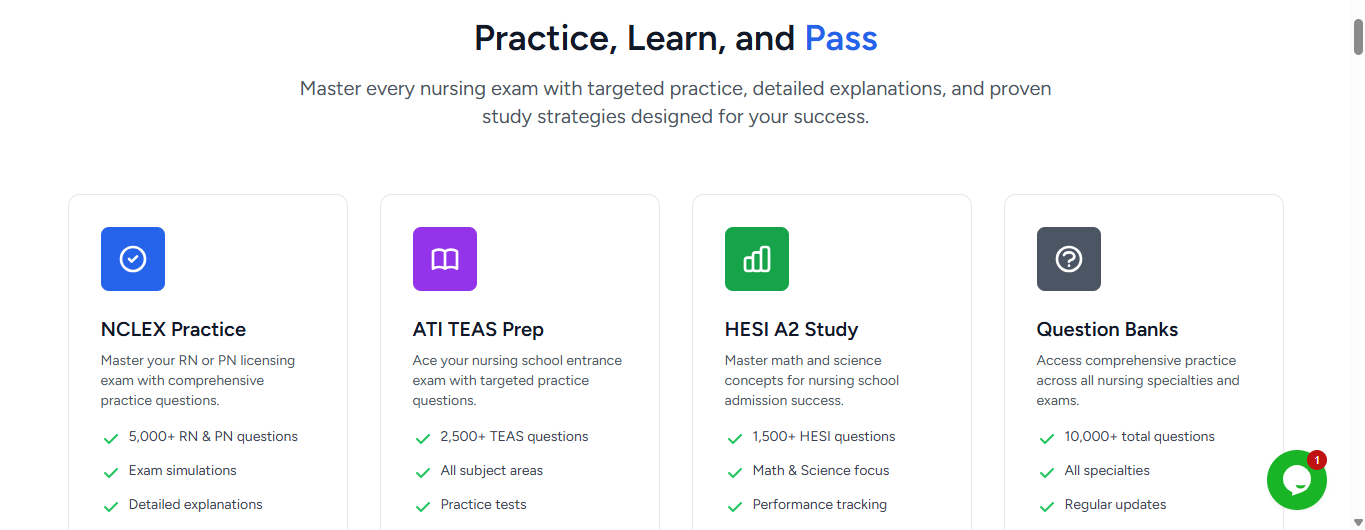 Practice, Learn, and Pass
Master every nursing exam with targeted practice, detailed explanations, and proven
study strategies designed for your success.
NCLEX Practice
Master your RN or PN licensing
exam with comprehensive
practice questions.
5,000+ RN & PN questions
Exam simulations
Detailed explanations
ATI TEAS Prep
Ace your nursing school entrance
exam with targeted practice
questions.
2,500+ TEAS questions
All subject areas
Practice tests
HESI A2 Study
Master math and science
concepts for nursing school
admission success.
1,500+ HESI questions
Math & Science focus
Performance tracking
Question Banks
Access comprehensive practice
across all nursing specialties and
exams.
10,000+ total questions
All specialties
Regular updates
1